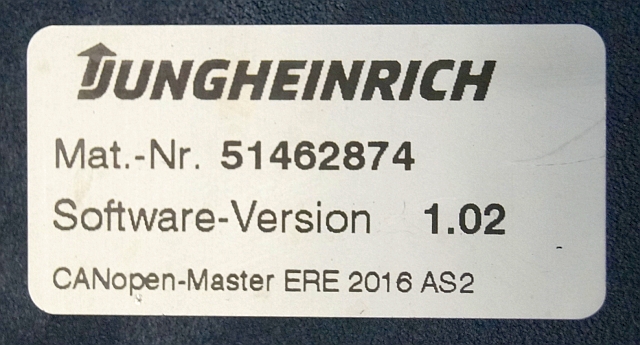 JUNGHEINRICH
Mat.-Nr. 51462874
Software-Version 1.02
CANopen-Master ERE 2016 AS2